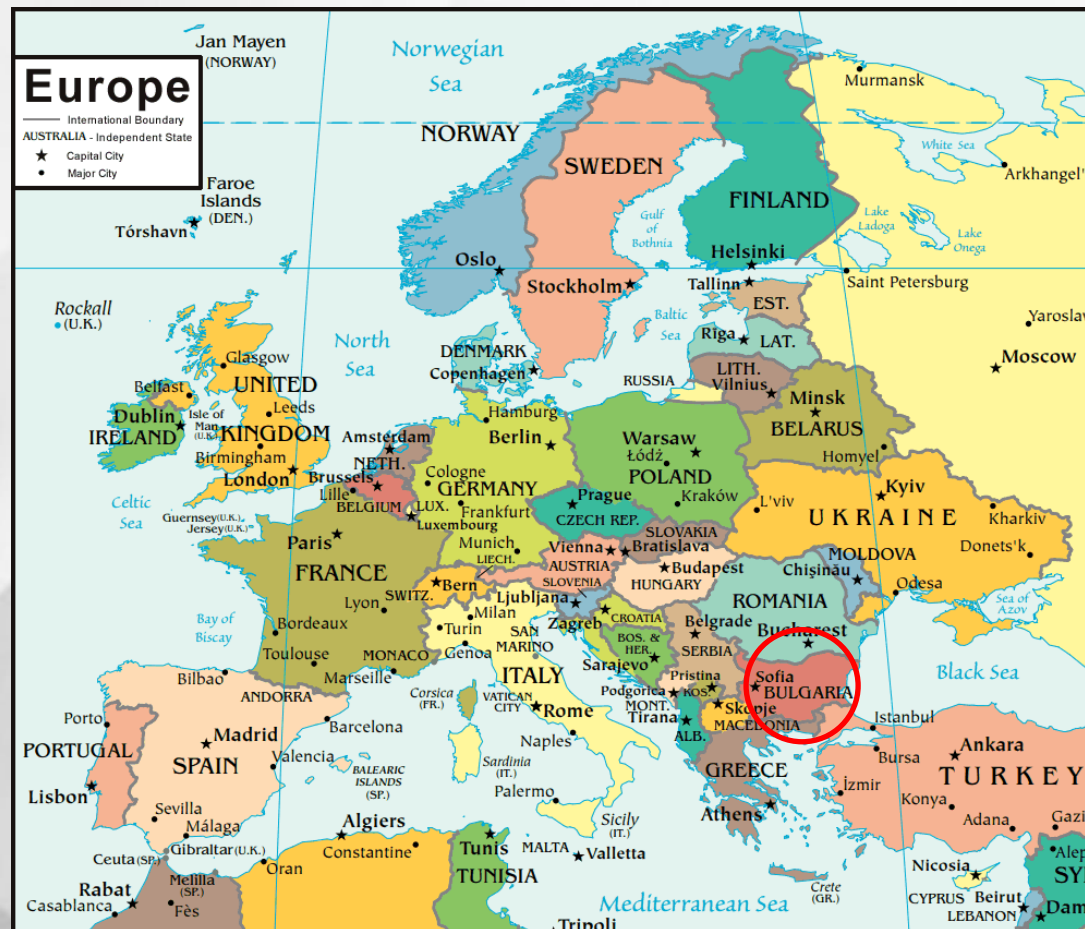 Europe
International Boundary
AUSTRALIA - Independent State
Capital City
Major City
Jan Mayen
(NORWAY)
Norwegian
Sea
Murmansk
White Sea
Arkhangel'
NORWAY
SWEDEN
FINLAND
Faroe
Islands
(DEN.)
Tórshavn
Gulf
of
Bothnia
Lake
Ladoga
Lake
Onega
Oslo
Helsinki
Stockholm
Tallinn
EST.
Saint Petersburg
Rockall
(U.K.)
North
Sea
Baltic
Sea
Riga
LAT.
Yaroslav
Moscow
DENMARK
Copenhagen
RUSSIA
LITH.
Vilnius
Glasgow
UNITED
KINGDOM
Belfast
Isle of
Man
(U.K.)
Leeds
Dublin
IRELAND
Birmingham
London
Amsterdam
NETH.
Hamburg
Berlin
Minsk
BELARUS
Homyel
Warsaw
Łódź
POLAND
Kraków
Celtic
Sea
Brussels
Lille
BELGIUM
Cologne
GERMANY
Frankfurt
LUX.
Luxembourg
Prague
CZECH REP.
L'viv
Kyiv
UKRAINE
Kharkiv
Donets'k
Guernsey (U.K.)
Jersey (U.K.)
Paris
FRANCE
Munich
LIECH.
Vienna
AUSTRIA
SLOVAKIA
Bratislava
Budapest
HUNGARY
MOLDOVA
Chişinău
Odesa
Sea of
Azov
Bern
SWITZ.
SLOVENIA
Ljubljana
Zagreb
CROATIA
ROMANIA
Bucharest
Bay of
Biscay
Lyon
Bordeaux
Toulouse
Milan
Turin
Genoa
SAN
MARINO
MONACO
Marseille
BOS. &
HER.
Sarajevo
Belgrade
SERBIA
Pristina
KOS.
Podgorica
MONT.
Sofia
BULGARIA
Black Sea
Bilbao
ANDORRA
Corsica
(FR.)
ITALY
VATICAN
CITY
Rome
Tirana
ALB.
Skopje
MACEDONIA
Istanbul
Porto
PORTUGAL
Lisbon
Madrid
SPAIN
Barcelona
Valencia
BALEARIC
ISLANDS
(SP.)
Sardinia
(IT.)
Naples
Palermo
Sicily
(IT.)
GREECE
Athens
Bursa
Ankara
TURKEY
İzmir
Konya
Adana
Gazi
Sevilla
Málaga
Gibraltar (U.K.)
Ceuta (SP.)
Algiers
Constantine
Oran
Tunis
TUNISIA
MALTA
Valletta
Rabat
Casablanca
Melilla
(SP.)
Fès
Crete
(GR.)
Mediterranean Sea
Tripoli
Nicosia
CYPRUS
Beirut
LEBANON
Alep
SY
Dam